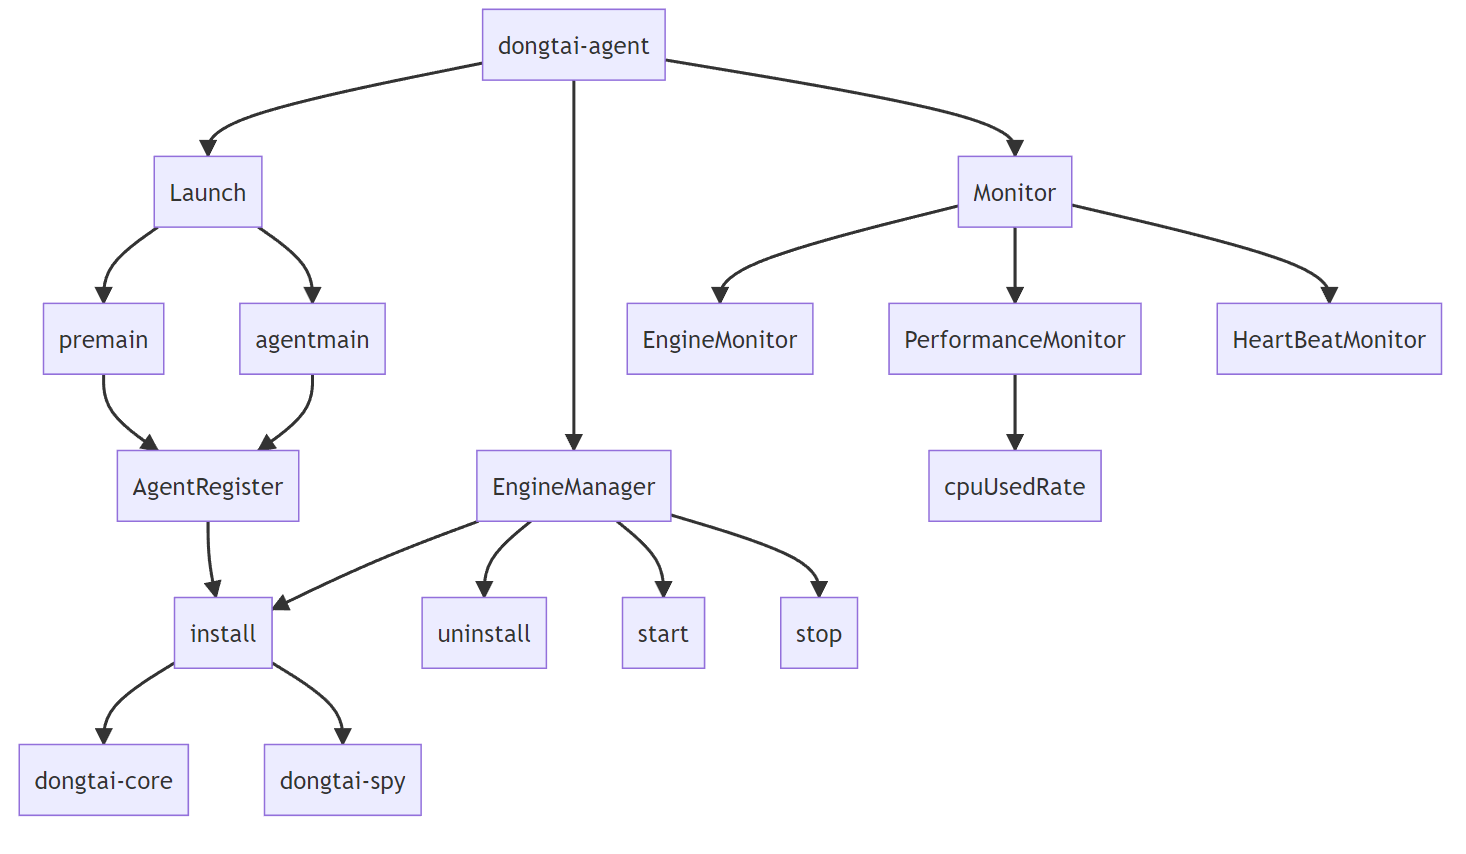 dongtai-agent
Launch
Monitor
premain
agentmain
EngineMonitor
PerformanceMonitor
HeartBeatMonitor
AgentRegister
EngineManager
cpuUsedRate
install
uninstall
start
stop
dongtai-core
dongtai-spy